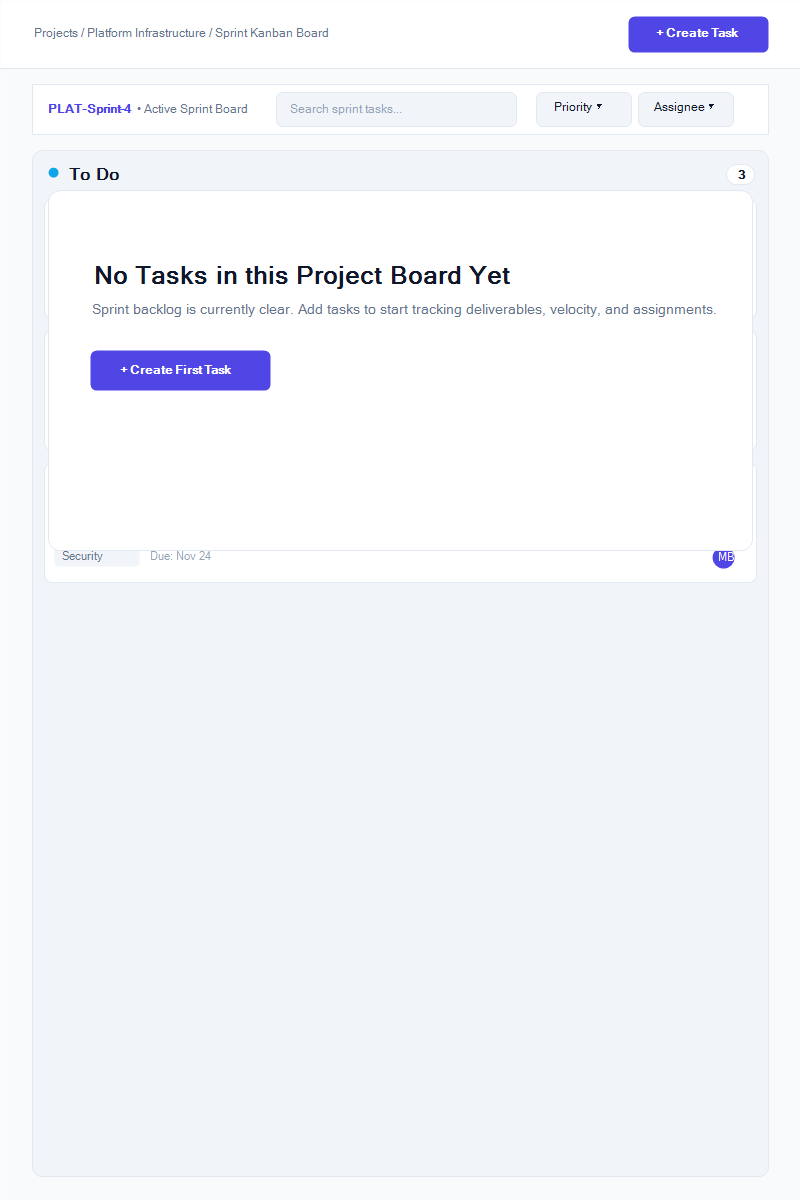 Projects / Platform Infrastructure / Sprint Kanban Board
+ Create Task
PLAT-Sprint-4 • Active Sprint Board
Search sprint tasks...
Priority ▾
Assignee ▾
To Do
3
No Tasks in this Project Board Yet
Sprint backlog is currently clear. Add tasks to start tracking deliverables, velocity, and assignments.
+ Create First Task
Security
Due: Nov 24
MB